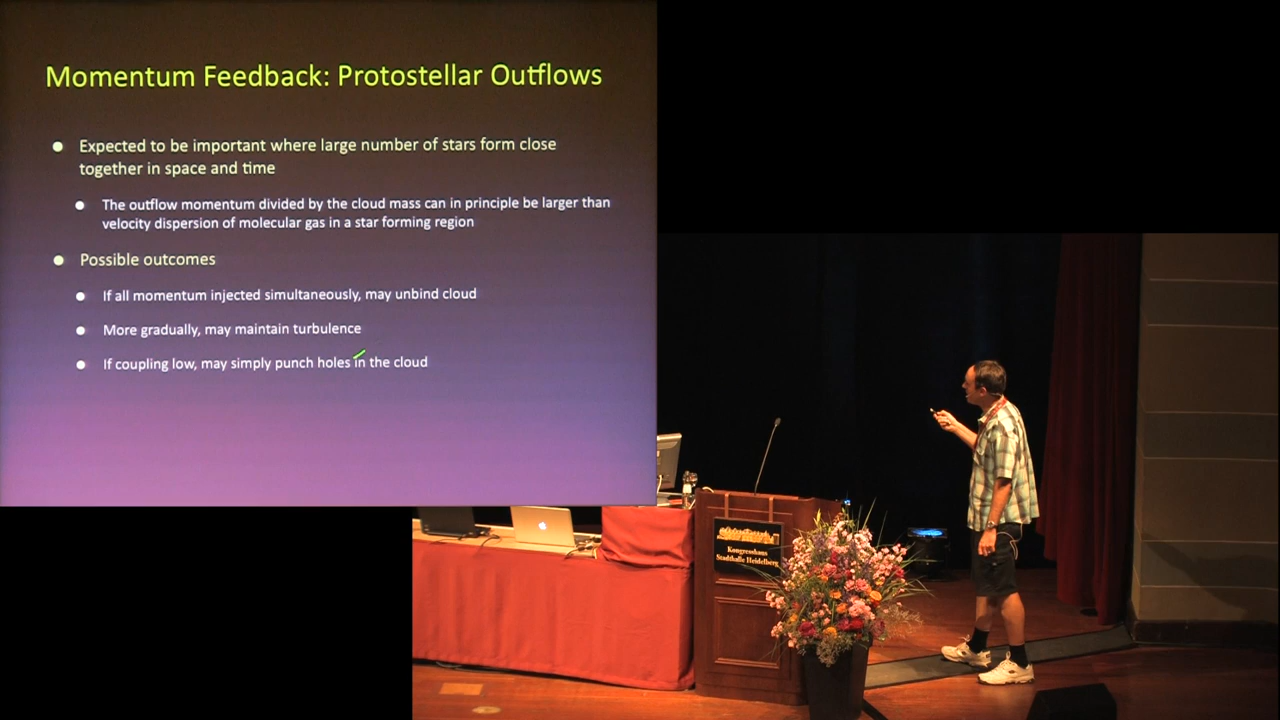 Momentum Feedback: Protostellar Outflows
Expected to be important where large number of stars form close
together in space and time
The outflow momentum divided by the cloud mass can in principle be larger than
velocity dispersion of molecular gas in a star forming region
Possible outcomes
If all momentum injected simultaneously, may unbind cloud
More gradually, may maintain turbulence
If coupling low, may simply punch holes in the cloud
Kongresshaus
Stadthalle Heidelberg